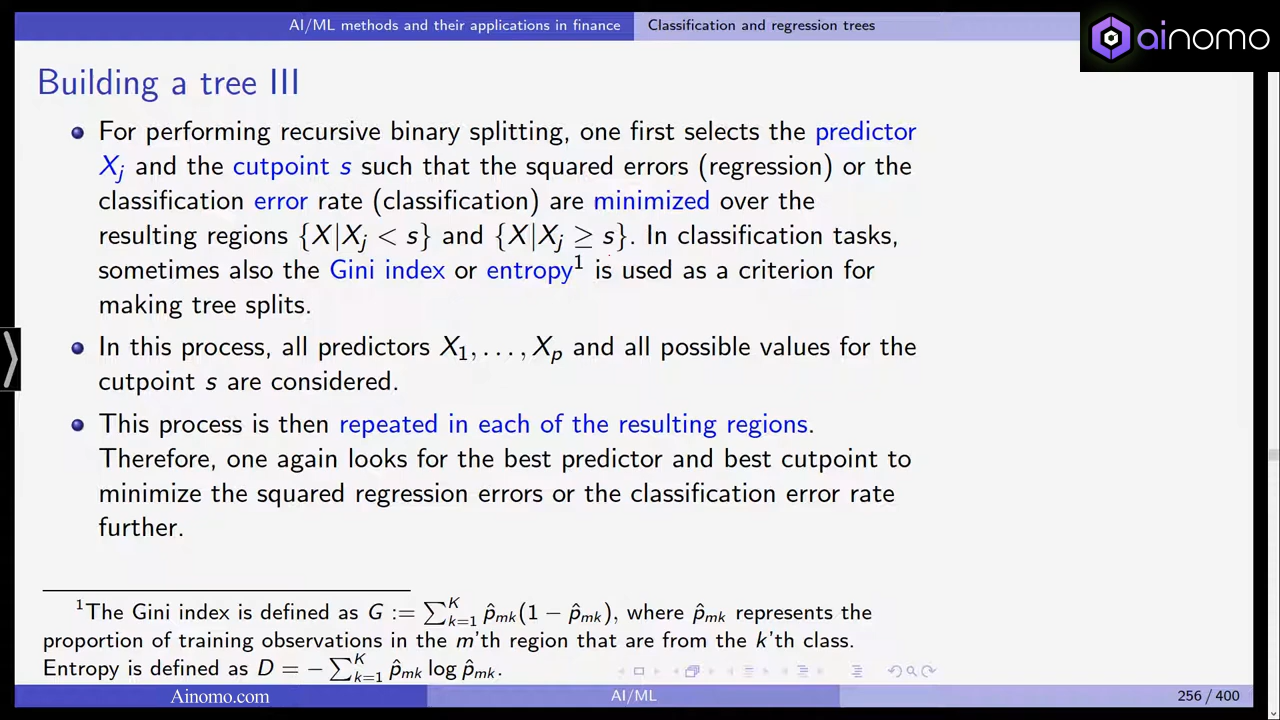 AI/ML methods and their applications in finance Classification and regression trees
ainomo
Building a tree III
For performing recursive binary splitting, one first selects the predictor
Xj and the cutpoint s such that the squared errors (regression) or the
classification error rate (classification) are minimized over the
resulting regions {X|Xj < s} and {X|Xj ≥ s}. In classification tasks,
sometimes also the Gini index or entropy¹ is used as a criterion for
making tree splits.
In this process, all predictors X₁, . . . , Xₚ and all possible values for the
cutpoint s are considered.
This process is then repeated in each of the resulting regions.
Therefore, one again looks for the best predictor and best cutpoint to
minimize the squared regression errors or the classification error rate
further.
¹The Gini index is defined as G := ∑ᴷₖ₌₁ p̂ₘₖ(1 − p̂ₘₖ), where p̂ₘₖ represents the
proportion of training observations in the m'th region that are from the k'th class.
Entropy is defined as D = − ∑ᴷₖ₌₁ p̂ₘₖ log p̂ₘₖ.
Ainomo.com AI/ML 256 / 400